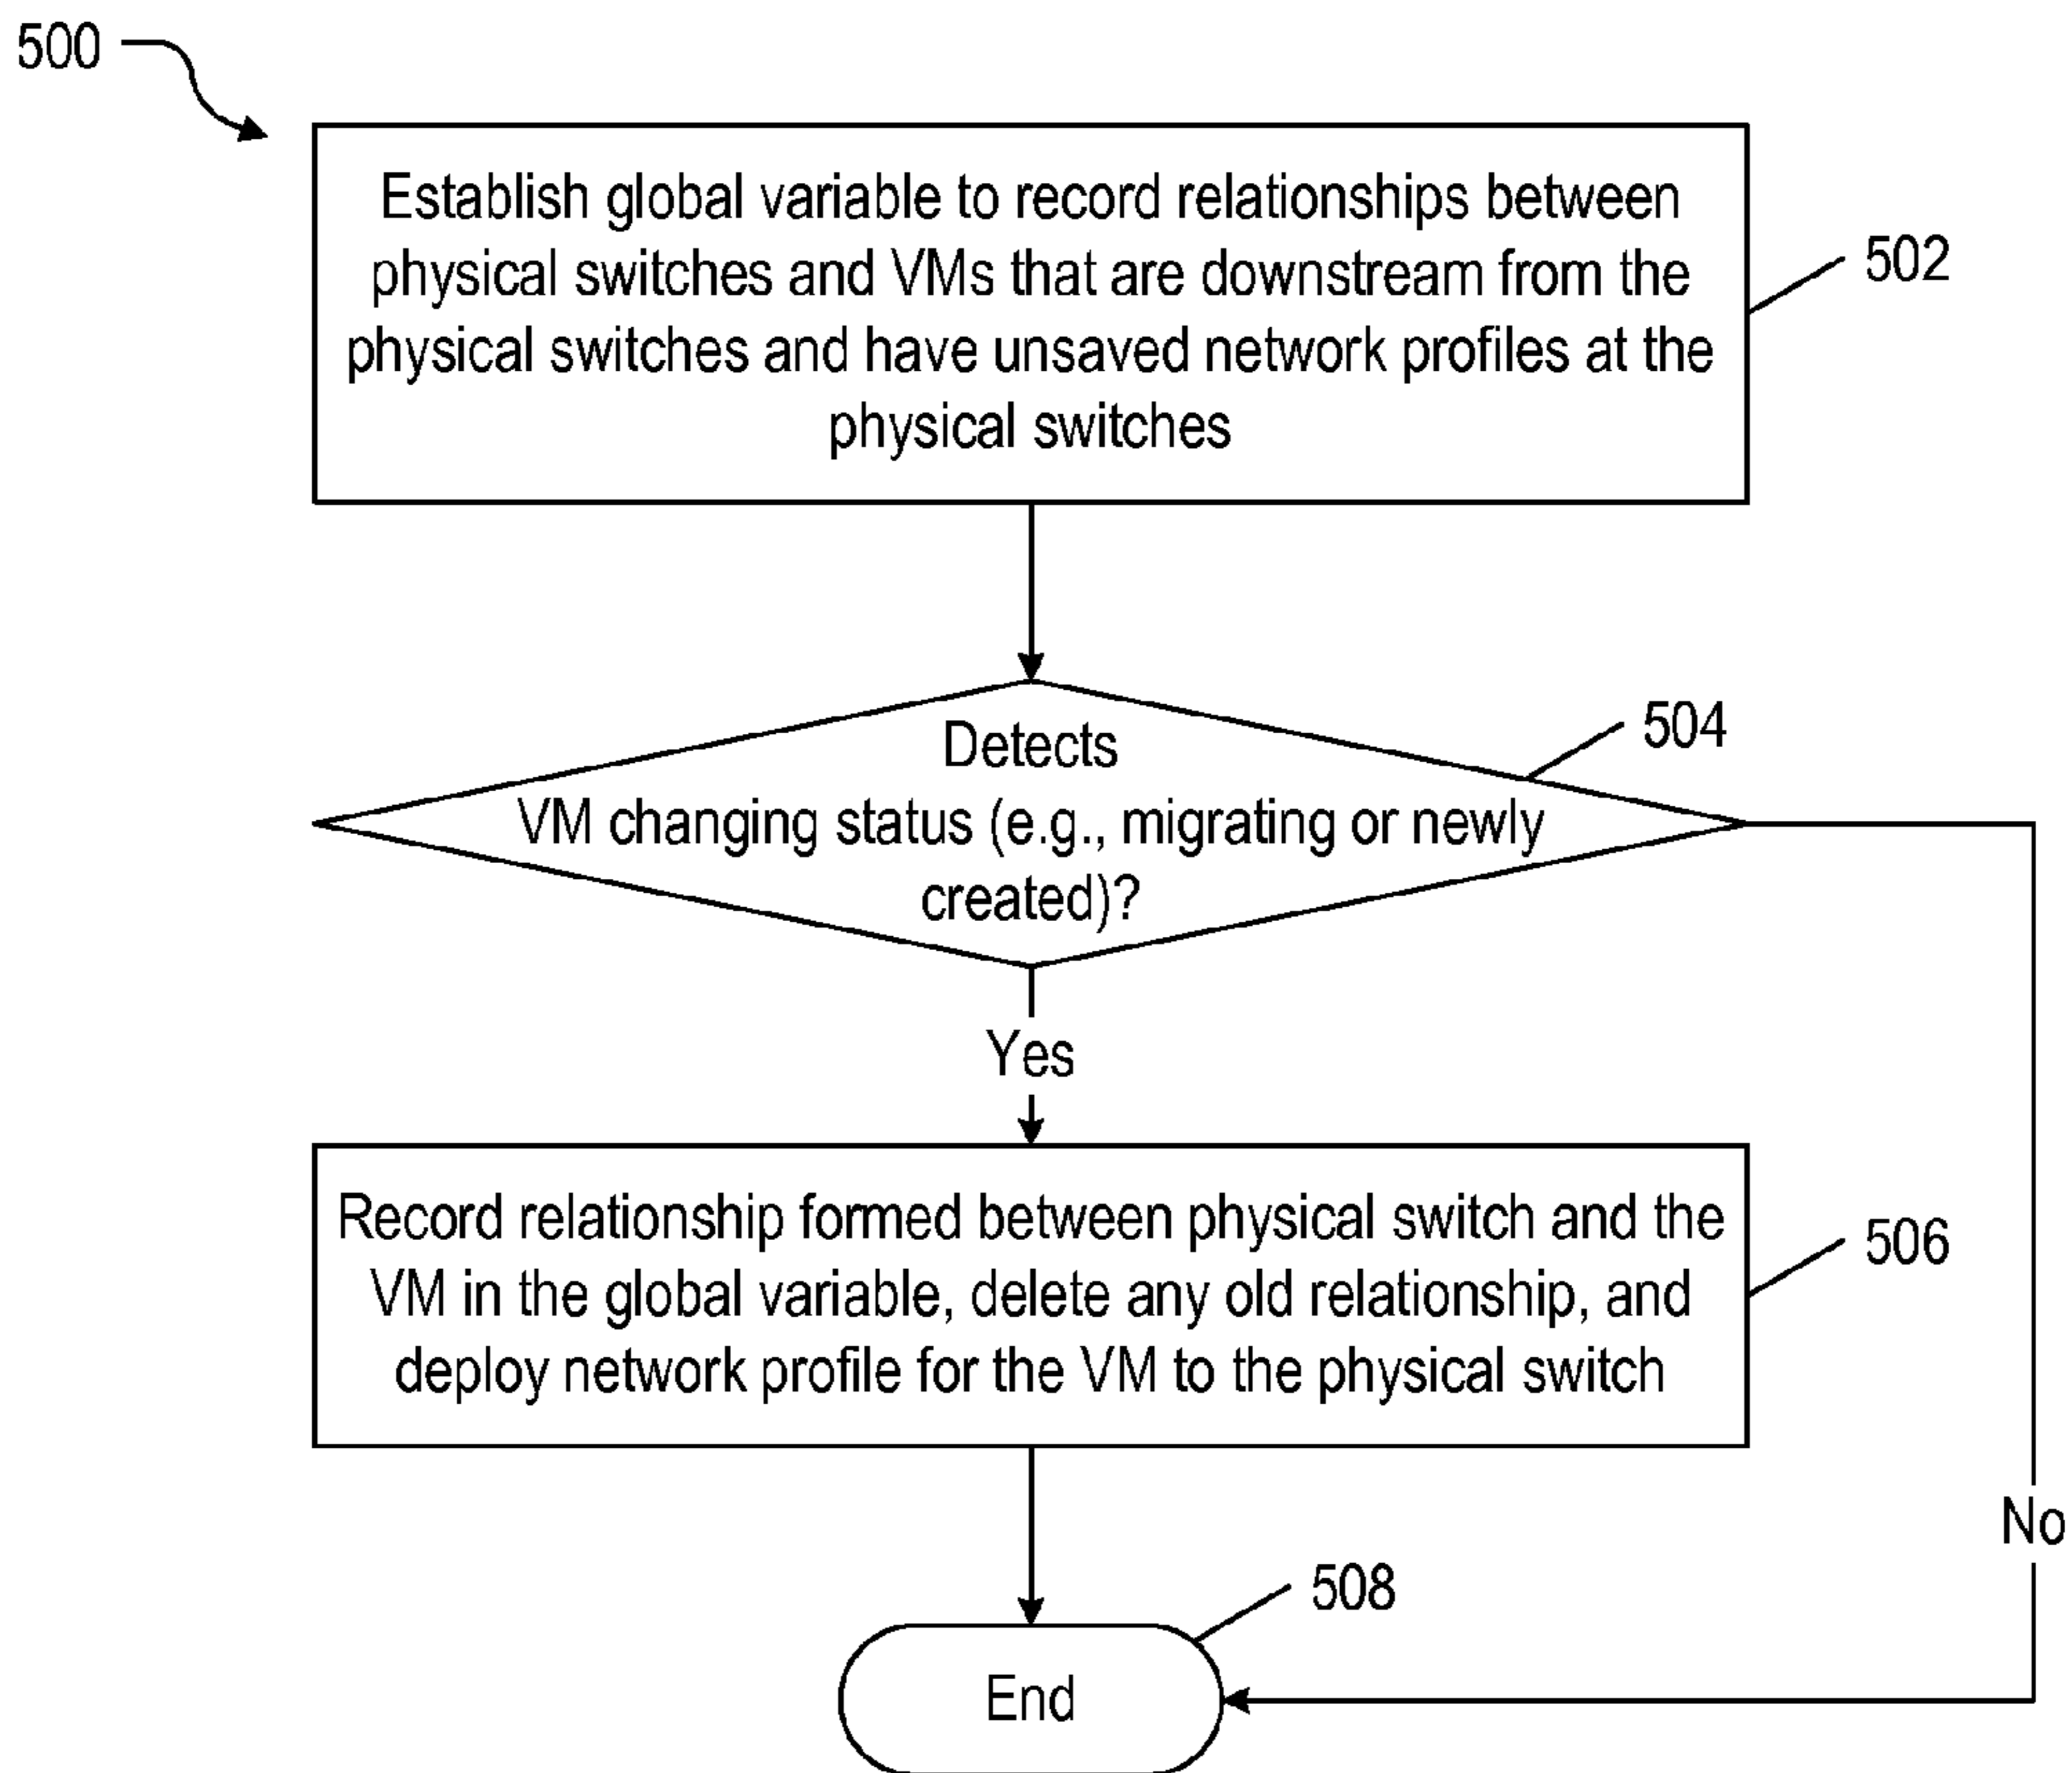 500
Establish global variable to record relationships between
physical switches and VMs that are downstream from the
physical switches and have unsaved network profiles at the
physical switches
502
504
Detects
VM changing status (e.g., migrating or newly
created)?
Yes
Record relationship formed between physical switch and the
VM in the global variable, delete any old relationship, and
deploy network profile for the VM to the physical switch
506
No
508
End